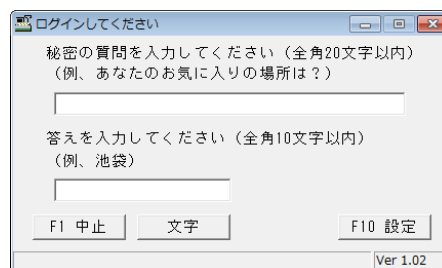 ログインしてください
秘密の質問を入力してください（全角20文字以内）
（例、あなたのお気に入りの場所は？）
答えを入力してください（全角10文字以内）
（例、池袋）
F1 中止
文字
F10 設定
Ver 1.02